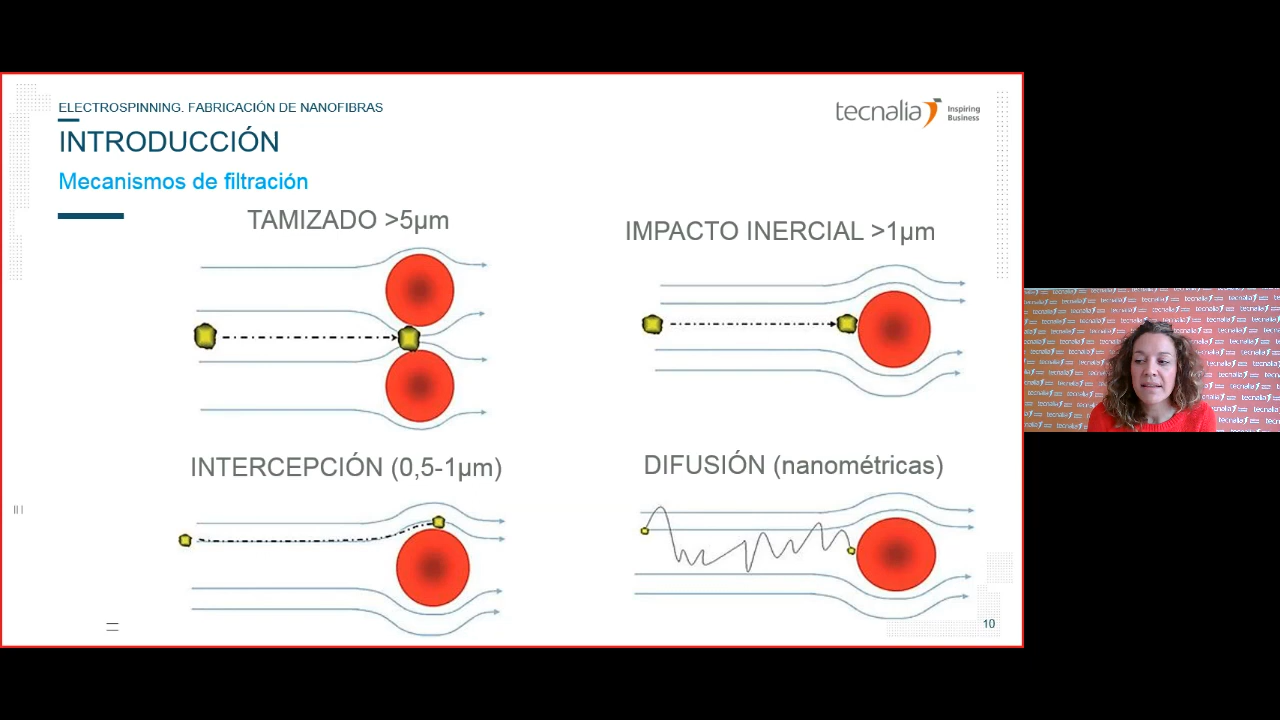 ELECTROSPINNING. FABRICACIÓN DE NANOFIBRAS
INTRODUCCIÓN
Mecanismos de filtración
tecnalia Inspiring
Business
TAMIZADO >5µm
IMPACTO INERCIAL >1µm
INTERCEPCIÓN (0,5-1µm)
DIFUSIÓN (nanométricas)
10